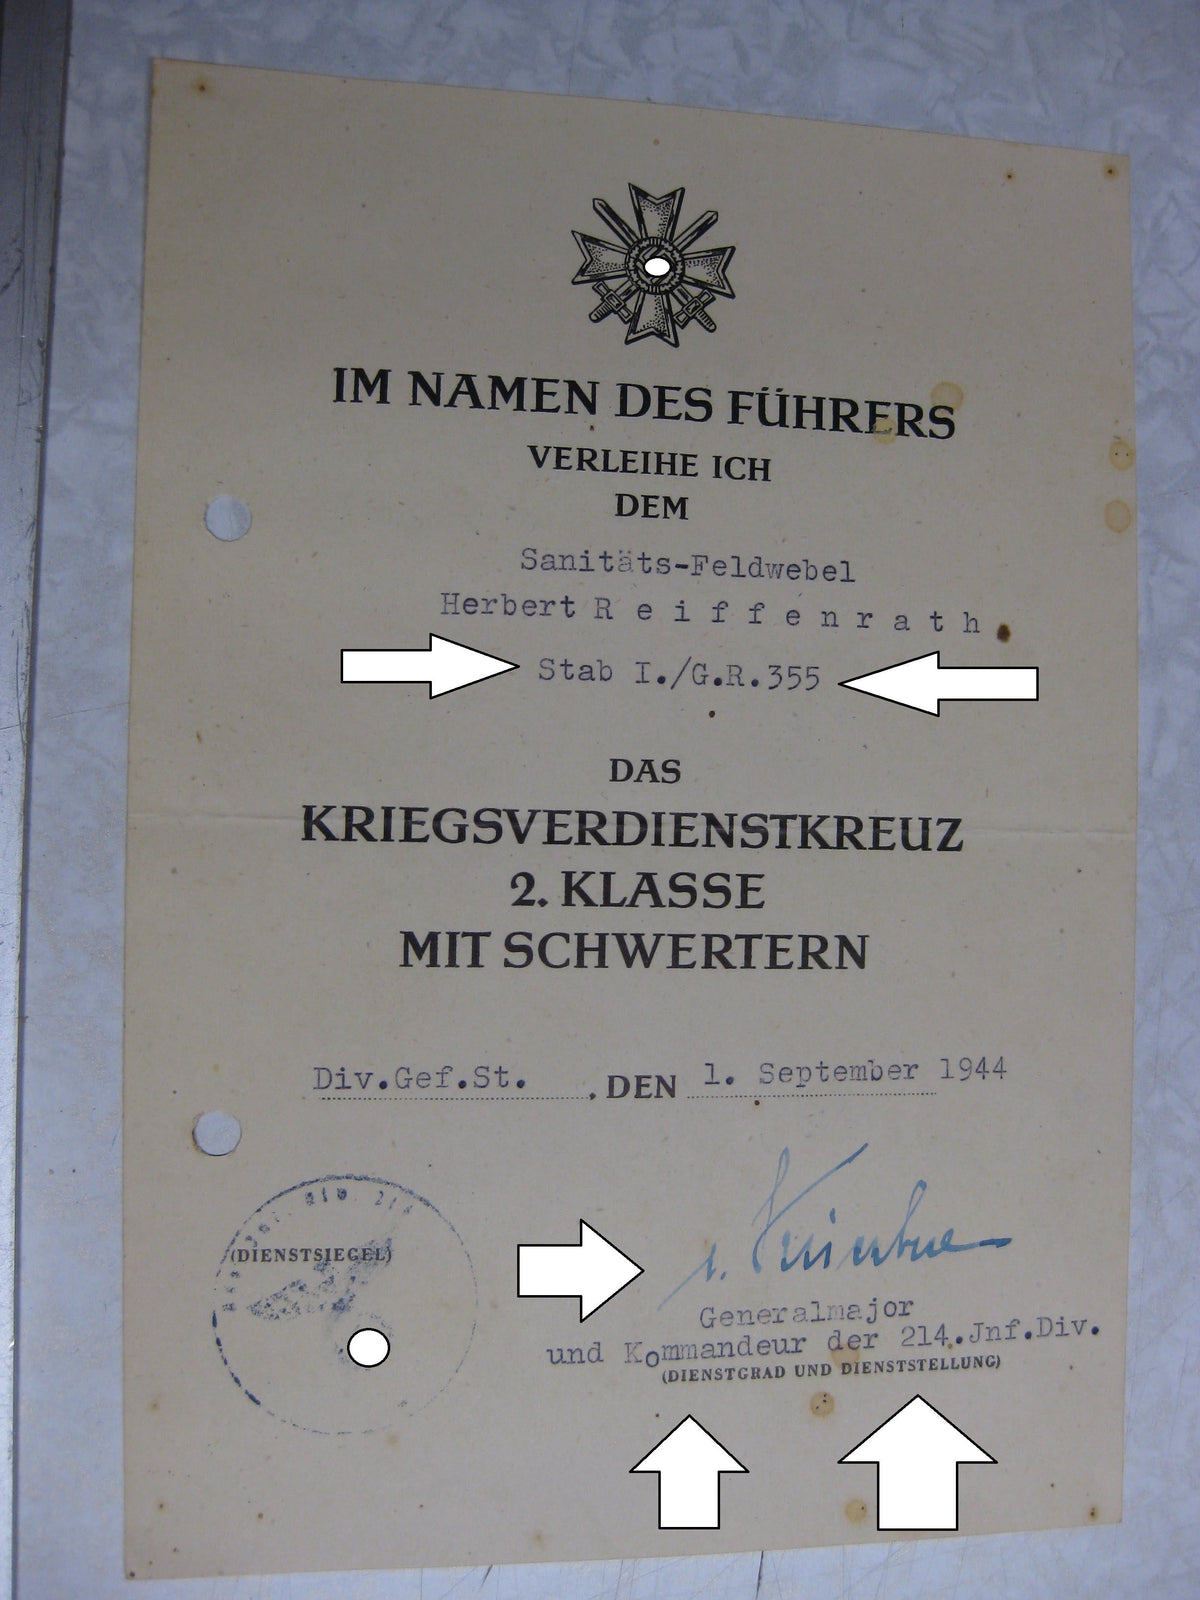 IM NAMEN DES FÜHRERS
VERLEIHE ICH
DEM
Sanitäts-Feldwebel
Herbert Reiffenrath
Stab I./G.R.355
DAS
KRIEGSVERDIENSTKREUZ
2. KLASSE
MIT SCHWERTERN
Div.Gef.St. , DEN 1. September 1944
(DIENSTSIEGEL)
Generalmajor
und Kommandeur der 214.Jnf.Div.
(DIENSTGRAD UND DIENSTSTELLUNG)